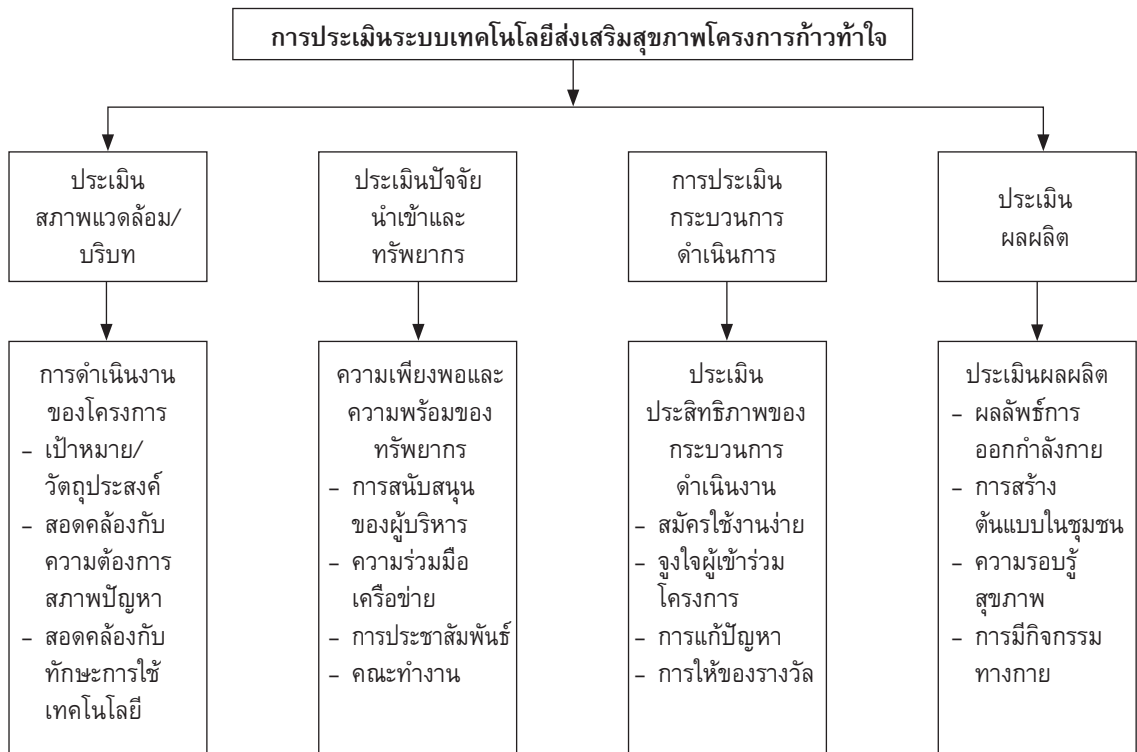 การประเมินระบบเทคโนโลยีส่งเสริมสุขภาพโครงการก้าวท้าใจ
ประเมิน
สภาพแวดล้อม/
บริบท
ประเมินปัจจัย
นำเข้าและ
ทรัพยากร
การประเมิน
กระบวนการ
ดำเนินการ
ประเมิน
ผลผลิต
การดำเนินงาน
ของโครงการ
– เป้าหมาย/
วัตถุประสงค์
– สอดคล้องกับ
ความต้องการ
สภาพปัญหา
– สอดคล้องกับ
ทักษะการใช้
เทคโนโลยี
ความเพียงพอและ
ความพร้อมของ
ทรัพยากร
– การสนับสนุน
ของผู้บริหาร
– ความร่วมมือ
เครือข่าย
– การประชาสัมพันธ์
– คณะทำงาน
ประเมิน
ประสิทธิภาพของ
กระบวนการ
ดำเนินงาน
– สมัครใช้งานง่าย
– จูงใจผู้เข้าร่วม
โครงการ
– การแก้ปัญหา
– การให้ของรางวัล
ประเมินผลผลิต
– ผลลัพธ์การ
ออกกำลังกาย
– การสร้าง
ต้นแบบในชุมชน
– ความรอบรู้
สุขภาพ
– การมีกิจกรรม
ทางกาย